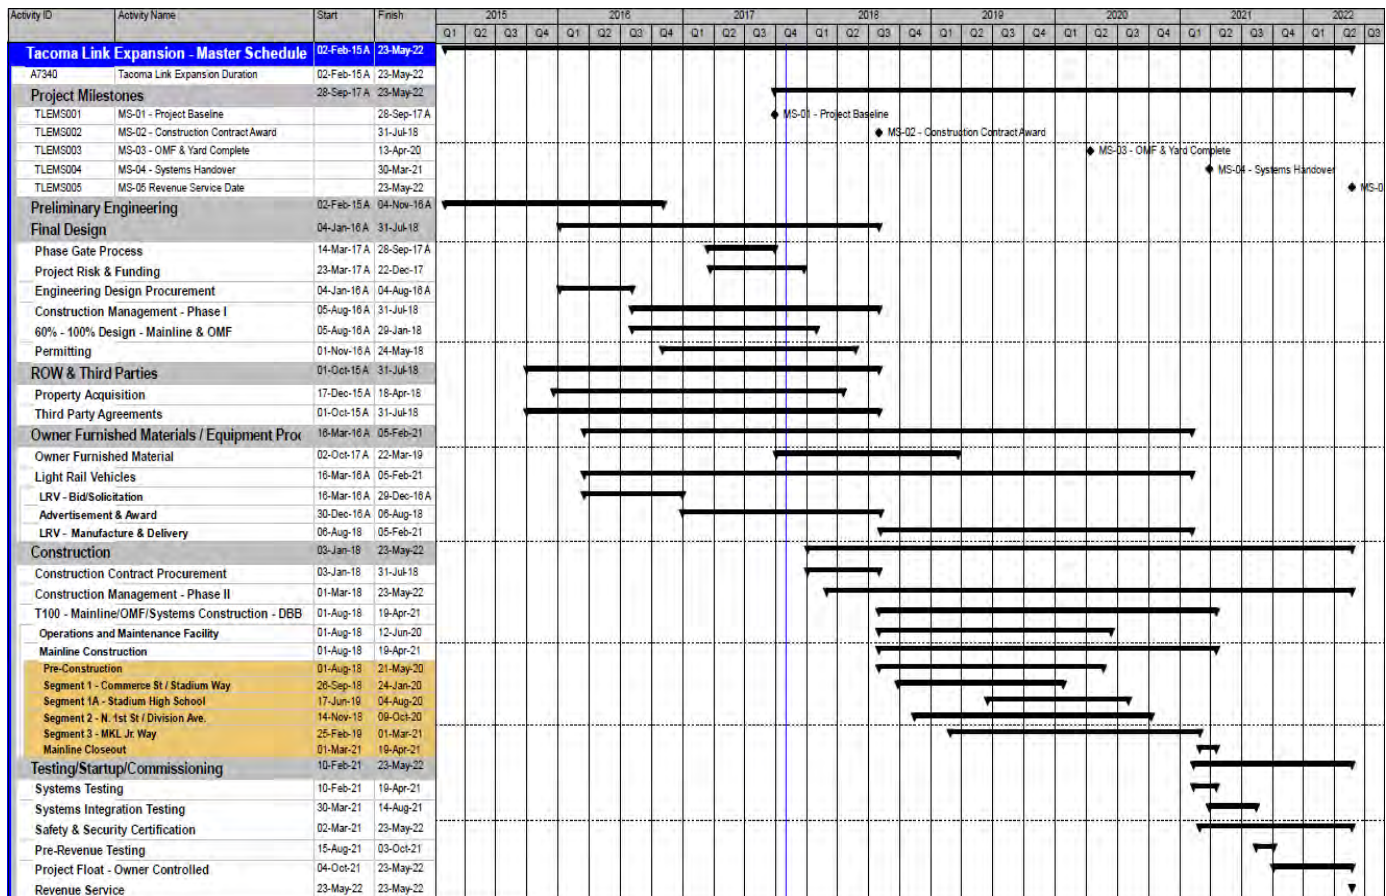 Activity ID Activity Name Start Finish 2015 2016 2017 2018 2019 2020 2021 2022
Q1 Q2 Q3 Q4 Q1 Q2 Q3 Q4 Q1 Q2 Q3 Q4 Q1 Q2 Q3 Q4 Q1 Q2 Q3 Q4 Q1 Q2 Q3 Q4 Q1 Q2 Q3 Q4 Q1 Q2 Q3
Tacoma Link Expansion - Master Schedule 02-Feb-15 A 23-May-22
A7340 Tacoma Link Expansion Duration 02-Feb-15 A 23-May-22
Project Milestones 28-Sep-17 A 23-May-22
TLEMS001 MS-01 - Project Baseline 28-Sep-17 A MS-01 - Project Baseline
TLEMS002 MS-02 - Construction Contract Award 31-Jul-18 MS-02 - Construction Contract Award
TLEMS003 MS-03 - OMF & Yard Complete 13-Apr-20 MS-03 - OMF & Yard Complete
TLEMS004 MS-04 - Systems Handover 30-Mar-21 MS-04 - Systems Handover
TLEMS005 MS-05 Revenue Service Date 23-May-22 MS-0
Preliminary Engineering 02-Feb-15 A 04-Nov-16 A
Final Design 04-Jan-16 A 31-Jul-18
Phase Gate Process 14-Mar-17 A 28-Sep-17 A
Project Risk & Funding 23-Mar-17 A 22-Dec-17
Engineering Design Procurement 04-Jan-16 A 04-Aug-16 A
Construction Management - Phase I 05-Aug-16 A 31-Jul-18
60% - 100% Design - Mainline & OMF 05-Aug-16 A 29-Jan-18
Permitting 01-Nov-16 A 24-May-18
ROW & Third Parties 01-Oct-15 A 31-Jul-18
Property Acquisition 17-Dec-15 A 18-Apr-18
Third Party Agreements 01-Oct-15 A 31-Jul-18
Owner Furnished Materials / Equipment Proc 16-Mar-16 A 05-Feb-21
Owner Furnished Material 02-Oct-17 A 22-Mar-19
Light Rail Vehicles 16-Mar-16 A 05-Feb-21
LRV - Bid/Solicitation 16-Mar-16 A 29-Dec-16 A
Advertisement & Award 30-Dec-16 A 06-Aug-18
LRV - Manufacture & Delivery 06-Aug-18 05-Feb-21
Construction 03-Jan-18 23-May-22
Construction Contract Procurement 03-Jan-18 31-Jul-18
Construction Management - Phase II 01-Mar-18 23-May-22
T100 - Mainline/OMF/Systems Construction - DBB 01-Aug-18 19-Apr-21
Operations and Maintenance Facility 01-Aug-18 12-Jun-20
Mainline Construction 01-Aug-18 19-Apr-21
Pre-Construction 01-Aug-18 21-May-20
Segment 1 - Commerce St / Stadium Way 26-Sep-18 24-Jan-20
Segment 1A - Stadium High School 17-Jun-19 04-Aug-20
Segment 2 - N. 1st St / Division Ave. 14-Nov-18 09-Oct-20
Segment 3 - MKL Jr. Way 25-Feb-19 01-Mar-21
Mainline Closeout 01-Mar-21 19-Apr-21
Testing/Startup/Commissioning 10-Feb-21 23-May-22
Systems Testing 10-Feb-21 19-Apr-21
Systems Integration Testing 30-Mar-21 14-Aug-21
Safety & Security Certification 02-Mar-21 23-May-22
Pre-Revenue Testing 15-Aug-21 03-Oct-21
Project Float - Owner Controlled 04-Oct-21 23-May-22
Revenue Service 23-May-22 23-May-22